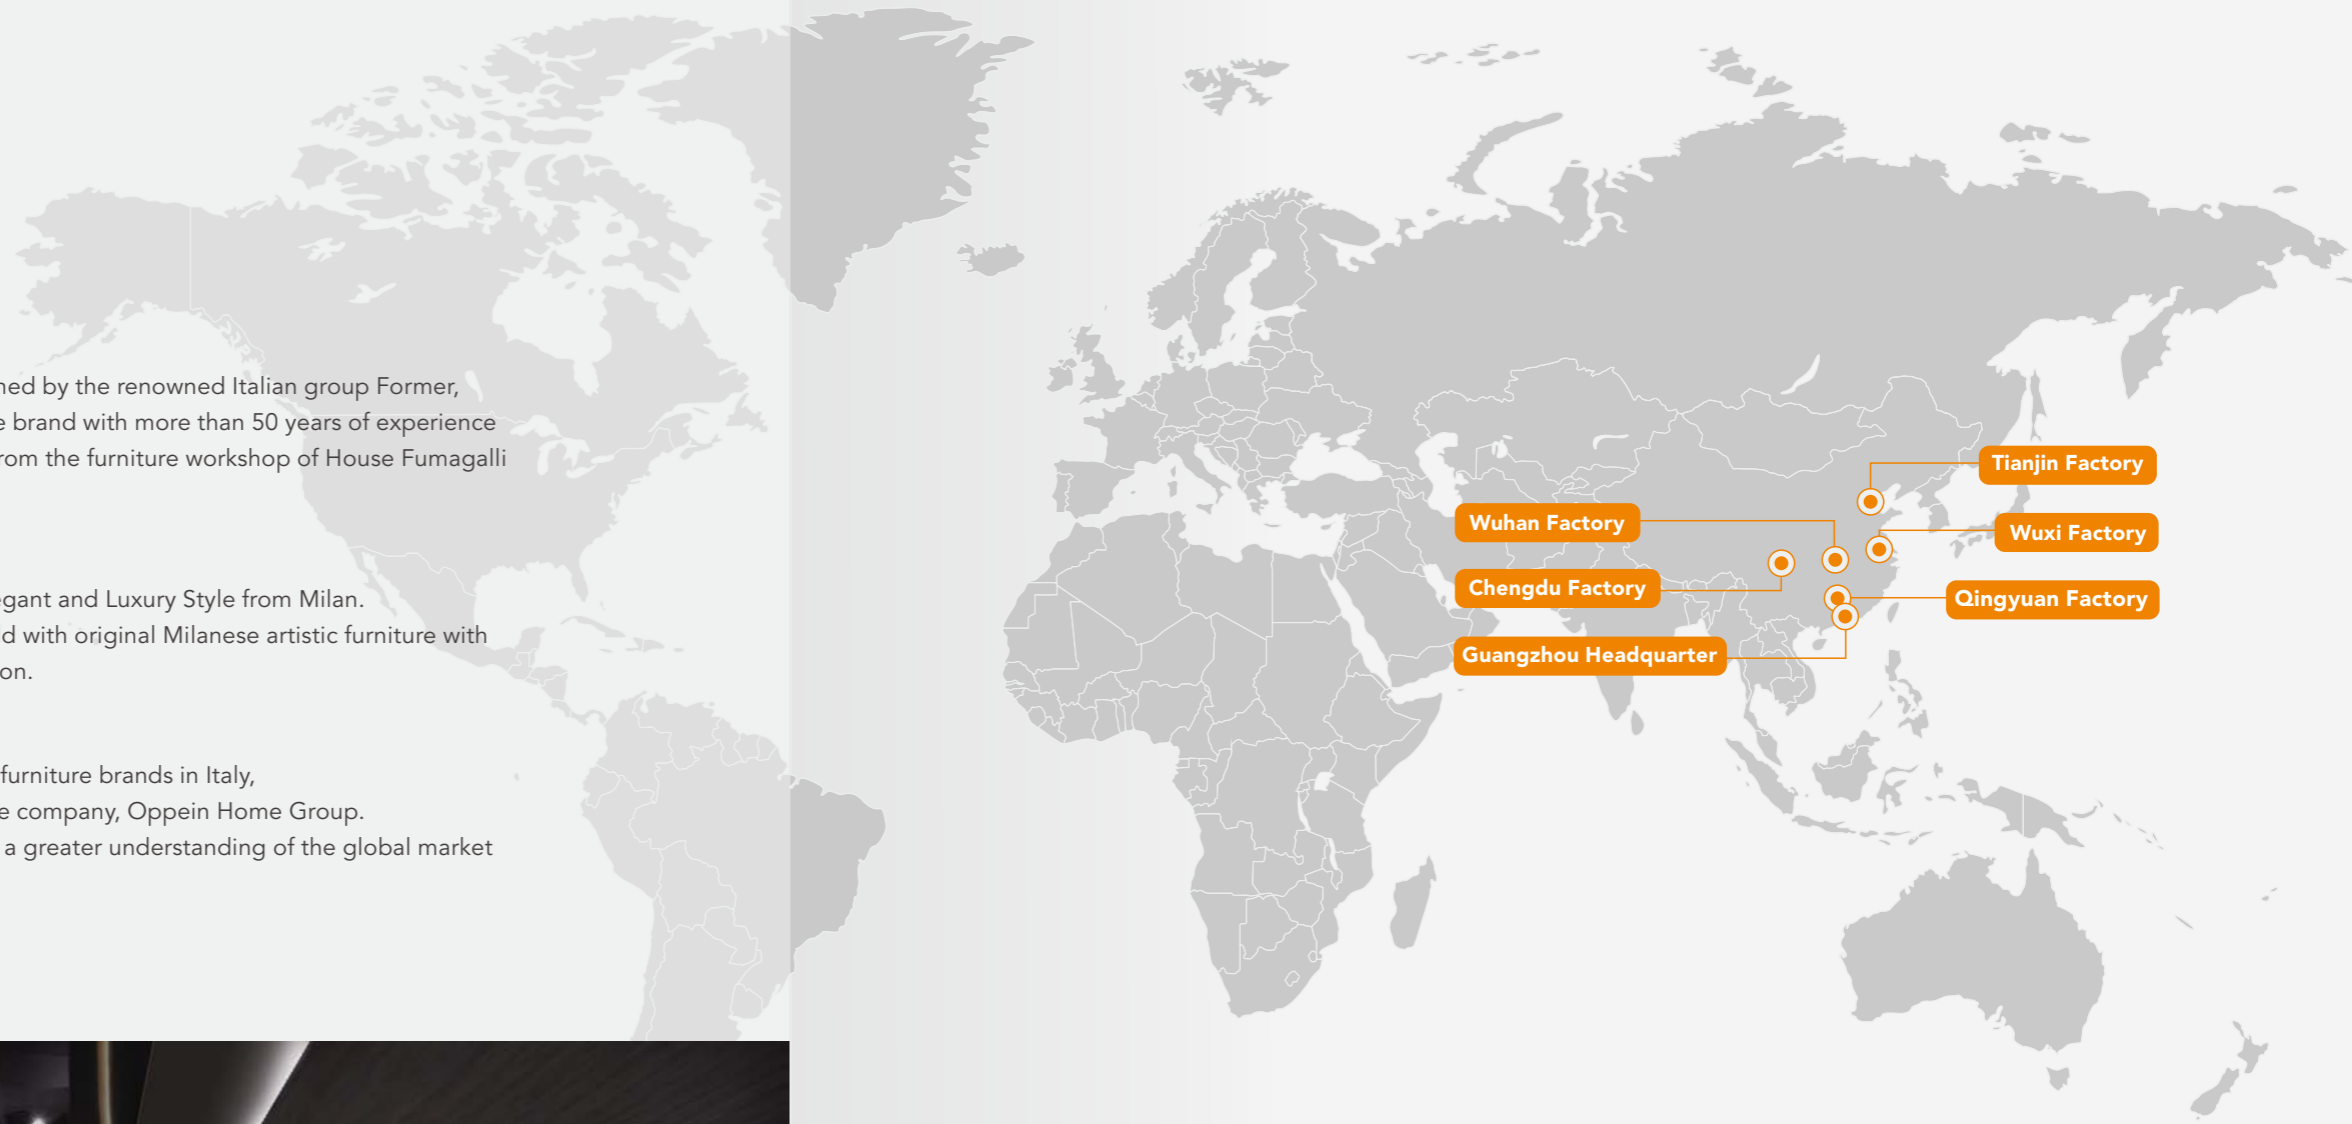 ned by the renowned Italian group Former,
e brand with more than 50 years of experience
rom the furniture workshop of House Fumagalli
egant and Luxury Style from Milan.
ld with original Milanese artistic furniture with
on.
furniture brands in Italy,
e company, Oppein Home Group.
a greater understanding of the global market
Tianjin Factory
Wuhan Factory
Wuxi Factory
Chengdu Factory
Qingyuan Factory
Guangzhou Headquarter